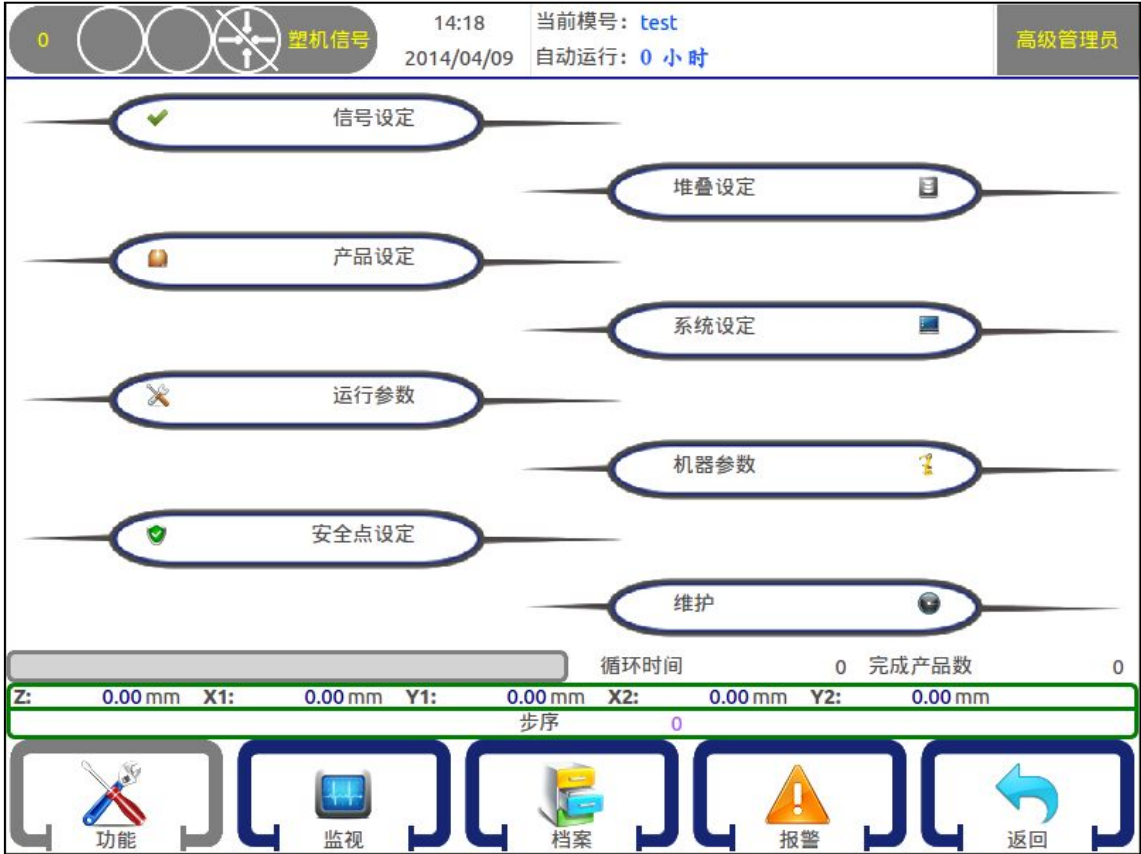 0 塑机信号 14:18 当前模号: test 高级管理员
2014/04/09 自动运行: 0 小时
信号设定
堆叠设定
产品设定
系统设定
运行参数
机器参数
安全点设定
维护
循环时间 0 完成产品数 0
Z: 0.00 mm X1: 0.00 mm Y1: 0.00 mm X2: 0.00 mm Y2: 0.00 mm
步序 0
功能 监视 档案 报警 返回